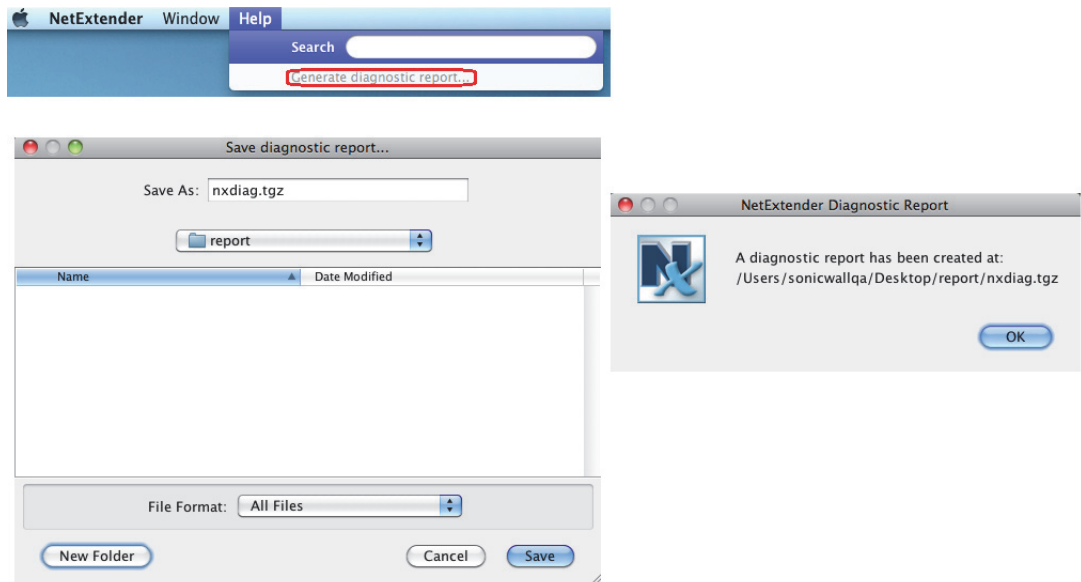 NetExtender Window Help
Search
Generate diagnostic report...
Save diagnostic report...
Save As: nxdiag.tgz
report
Name Date Modified
File Format: All Files
New Folder Cancel Save
NetExtender Diagnostic Report
Nx
A diagnostic report has been created at:
/Users/sonicwallqa/Desktop/report/nxdiag.tgz
OK